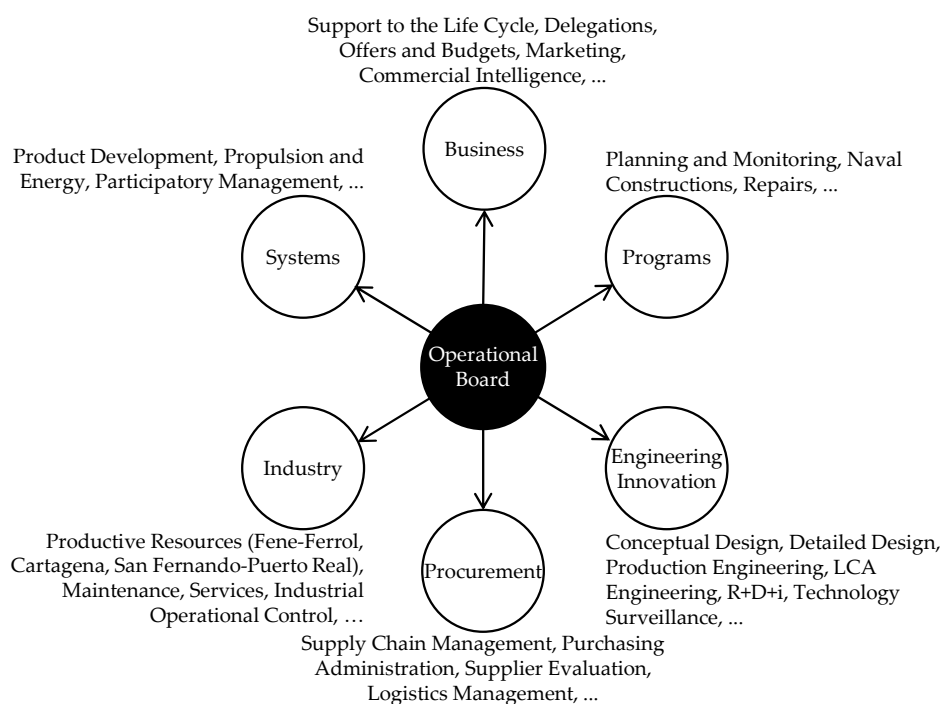 Support to the Life Cycle, Delegations,
Offers and Budgets, Marketing,
Commercial Intelligence, ...
Business
Product Development, Propulsion and
Energy, Participatory Management, ...
Planning and Monitoring, Naval
Constructions, Repairs, ...
Systems
Programs
Operational
Board
Industry
Engineering
Innovation
Productive Resources (Fene-Ferrol,
Cartagena, San Fernando-Puerto Real),
Maintenance, Services, Industrial
Operational Control, …
Procurement
Conceptual Design, Detailed Design,
Production Engineering, LCA
Engineering, R+D+i, Technology
Surveillance, ...
Supply Chain Management, Purchasing
Administration, Supplier Evaluation,
Logistics Management, ...